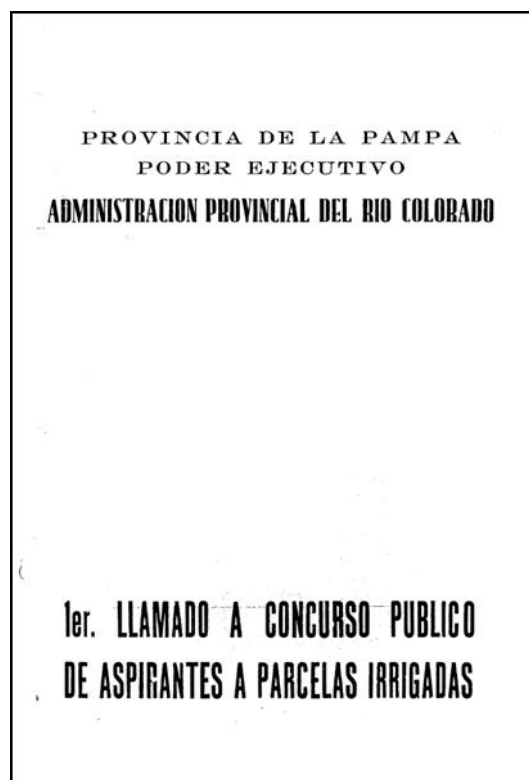 PROVINCIA DE LA PAMPA
PODER EJECUTIVO
ADMINISTRACION PROVINCIAL DEL RIO COLORADO
1er. LLAMADO A CONCURSO PUBLICO
DE ASPIRANTES A PARCELAS IRRIGADAS